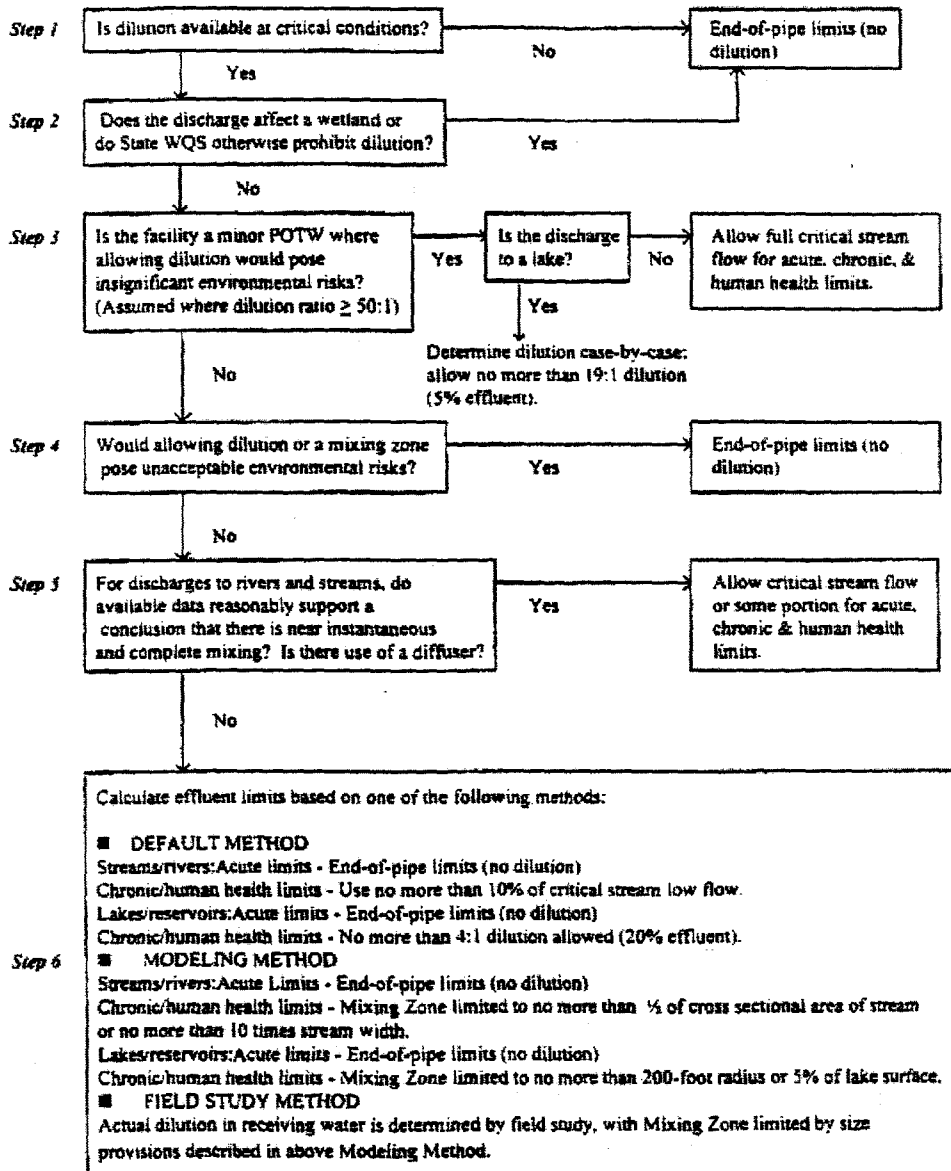 Step 1
Is dilution available at critical conditions?
No
End-of-pipe limits (no
dilution)
Yes
Step 2
Does the discharge affect a wetland or
do State WQS otherwise prohibit dilution?
Yes
No
Step 3
Is the facility a minor POTW where
allowing dilution would pose
insignificant environmental risks?
(Assumed where dilution ratio ≥ 50:1)
Yes
Is the discharge
to a lake?
No
Allow full critical stream
flow for acute, chronic, &
human health limits.
Yes
Determine dilution case-by-case;
allow no more than 19:1 dilution
(5% effluent).
No
Step 4
Would allowing dilution or a mixing zone
pose unacceptable environmental risks?
Yes
End-of-pipe limits (no
dilution)
No
Step 5
For discharges to rivers and streams, do
available data reasonably support a
conclusion that there is near instantaneous
and complete mixing? Is there use of a diffuser?
Yes
Allow critical stream flow
or some portion for acute,
chronic & human health
limits.
No
Step 6
Calculate effluent limits based on one of the following methods:
■ DEFAULT METHOD
Streams/rivers:Acute limits - End-of-pipe limits (no dilution)
Chronic/human health limits - Use no more than 10% of critical stream low flow.
Lakes/reservoirs:Acute limits - End-of-pipe limits (no dilution)
Chronic/human health limits - No more than 4:1 dilution allowed (20% effluent).
■ MODELING METHOD
Streams/rivers:Acute Limits - End-of-pipe limits (no dilution)
Chronic/human health limits - Mixing Zone limited to no more than of cross sectional area of stream
or no more than 10 times stream width.
Lakes/reservoirs:Acute limits - End-of-pipe limits (no dilution)
Chronic/human health limits - Mixing Zone limited to no more than 200-foot radius or 5% of lake surface.
■ FIELD STUDY METHOD
Actual dilution in receiving water is determined by field study, with Mixing Zone limited by size
provisions described in above Modeling Method.